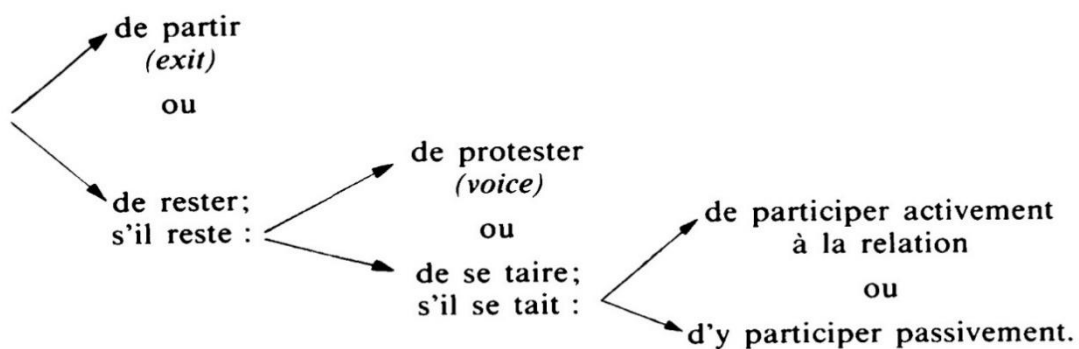 de partir
(exit)
ou
de rester;
s'il reste :
de protester
(voice)
ou
de se taire;
s'il se tait :
de participer activement
à la relation
ou
d'y participer passivement.